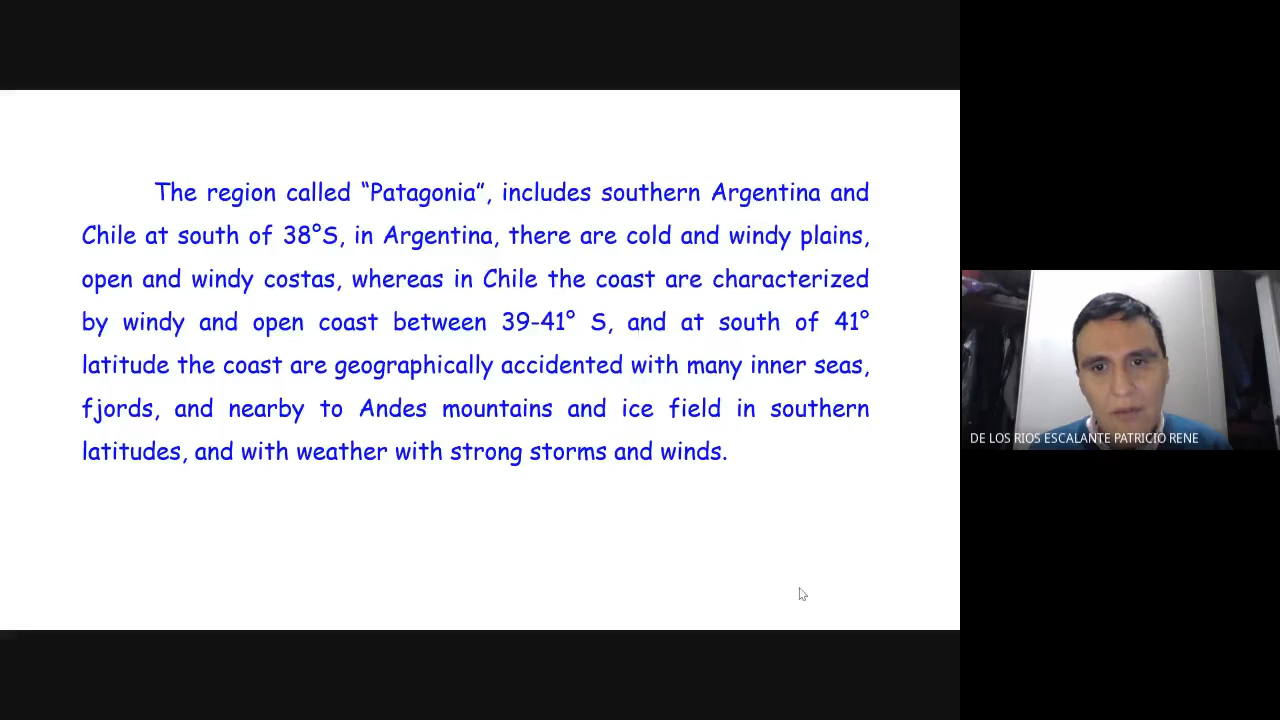 The region called “Patagonia”, includes southern Argentina and
Chile at south of 38°S, in Argentina, there are cold and windy plains,
open and windy costas, whereas in Chile the coast are characterized
by windy and open coast between 39-41° S, and at south of 41°
latitude the coast are geographically accidented with many inner seas,
fjords, and nearby to Andes mountains and ice field in southern
latitudes, and with weather with strong storms and winds.
DE LOS RIOS ESCALANTE PATRICIO RENE